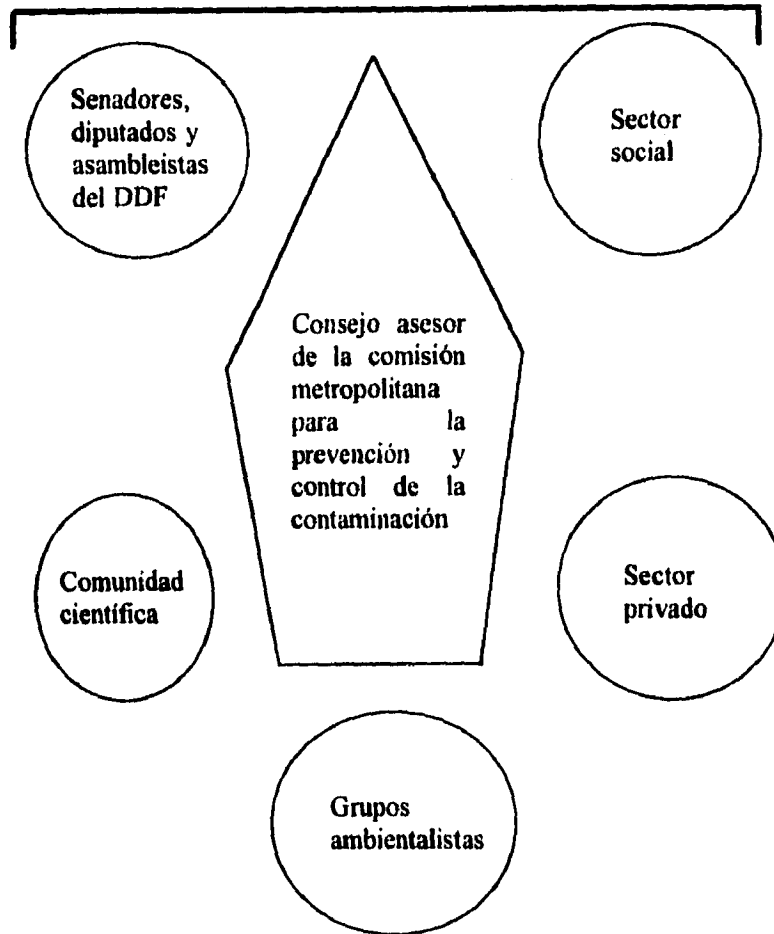 Senadores,
diputados y
asambleistas
del DDF
Sector
social
Consejo asesor
de la comisión
metropolitana
para la
prevención y
control de la
contaminación
Comunidad
científica
Sector
privado
Grupos
ambientalistas